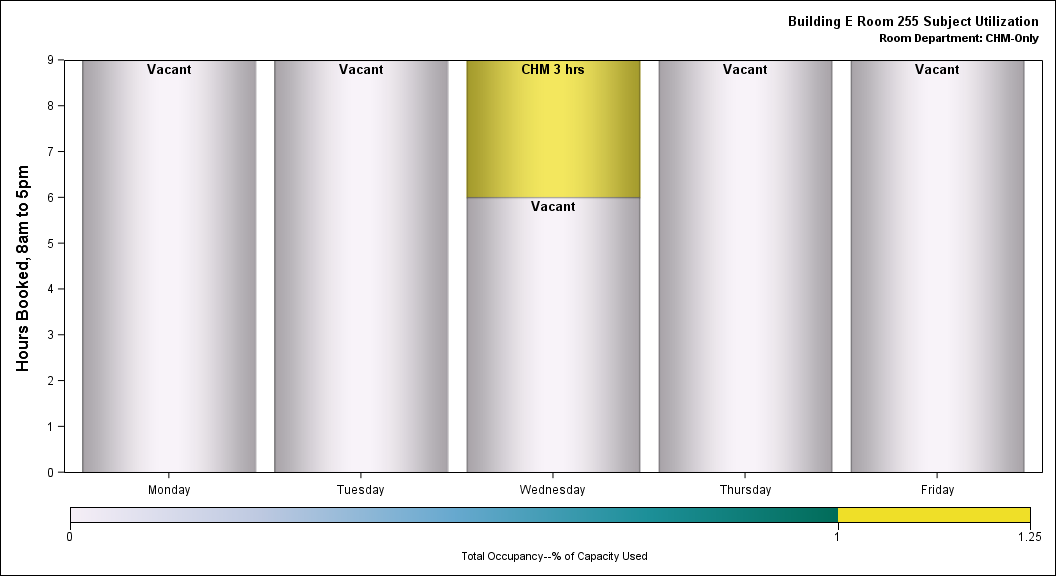 Building E Room 255 Subject Utilization
Room Department: CHM-Only
Hours Booked, 8am to 5pm
9
8
7
6
5
4
3
2
1
0
Vacant
Vacant
CHM 3 hrs
Vacant
Vacant
Vacant
Monday
Tuesday
Wednesday
Thursday
Friday
0
1
1.25
Total Occupancy--% of Capacity Used